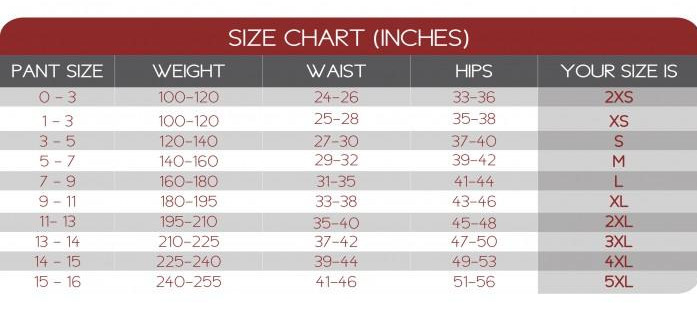 SIZE CHART (INCHES)
PANT SIZE WEIGHT WAIST HIPS YOUR SIZE IS
0 - 3 100-120 24-26 33-36 2XS
1 - 3 100-120 25-28 35-38 XS
3 - 5 120-140 27-30 37-40 S
5 - 7 140-160 29-32 39-42 M
7 - 9 160-180 31-35 41-44 L
9 - 11 180-195 33-38 43-46 XL
11- 13 195-210 35-40 45-48 2XL
13 - 14 210-225 37-42 47-50 3XL
14 - 15 225-240 39-44 49-53 4XL
15 - 16 240-255 41-46 51-56 5XL